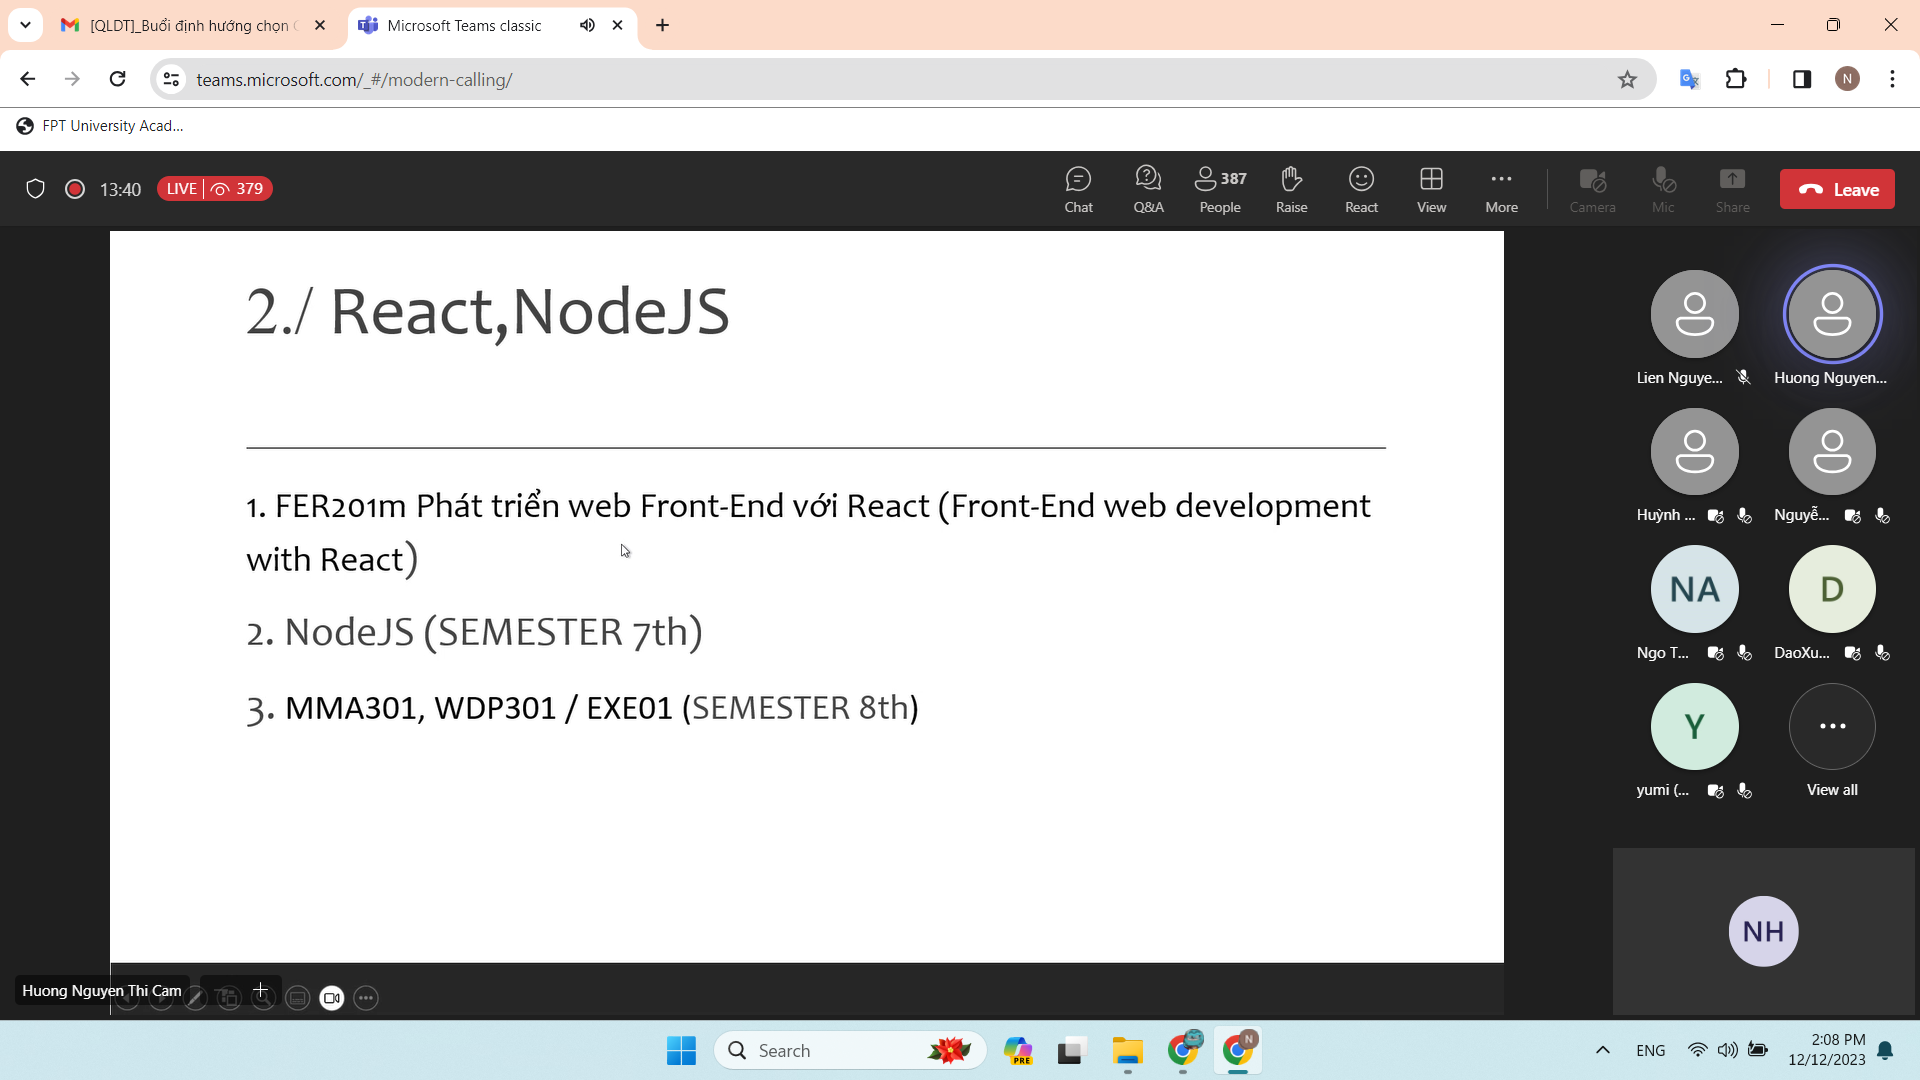 [QLDT]_Buổi định hướng chọn
Microsoft Teams classic
teams.microsoft.com/_#/modern-calling/
N
FPT University Acad...
13:40
LIVE 379
387
Chat
Q&A
People
Raise
React
View
More
Camera
Mic
Share
Leave
2./ React,NodeJS
1. FER201m Phát triển web Front-End với React (Front-End web development
with React)
2. NodeJS (SEMESTER 7th)
3. MMA301, WDP301 / EXE01 (SEMESTER 8th)
Lien Nguye...
Huong Nguyen...
Huỳnh ...
Nguyễ...
NA
D
Ngo T...
DaoXu...
Y
yumi (...
View all
NH
Huong Nguyen Thi Cam
Search
PRE
N
ENG
2:08 PM
12/12/2023